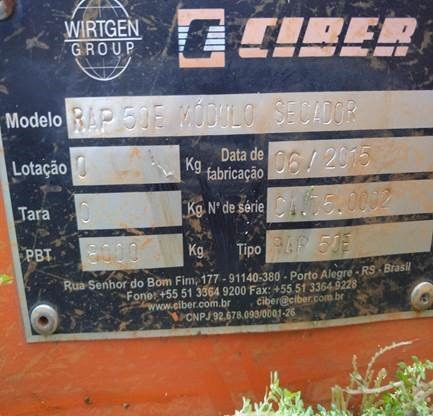 WIRTGEN
GROUP
CIBER
Modelo RAP 50E MÓDULO SECADOR
Lotação 0 Kg Data de fabricação 06/2015
Tara 0 Kg Nº de série CA.05.0002
PBT 8000 Kg Tipo RAP 50E
Rua Senhor do Bom Fim, 177 - 91140-380 - Porto Alegre - RS - Brasil
Fone: +55 51 3364 9200 Fax: +55 51 3364 9228
www.ciber.com.br ciber@ciber.com.br
CNPJ 92.678.093/0001-26